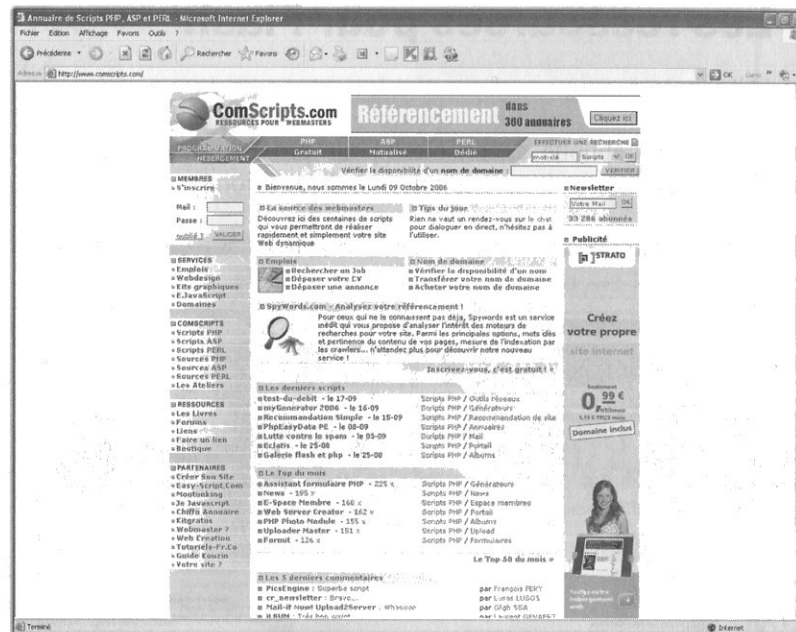 Annuaire de Scripts PHP, ASP et PERL - Microsoft Internet Explorer
Fichier Edition Affichage Favoris Outils ?
Précédente Rechercher Favoris
Adresse http://www.comscripts.com/ OK
ComScripts.com
RESSOURCES POUR WEBMASTERS
Référencement dans 300 annuaires Cliquez ici
PROGRAMMATION PHP ASP PERL EFFECTUER UNE RECHERCHE
HEBERGEMENT Gratuit Mutualisé Dédié mot-clé Scripts OK
Vérifier la disponibilité d'un nom de domaine : VERIFIER
MEMBRES
S'inscrire
Mail :
Passe :
oublié ? VALIDER
SERVICES
Emplois
Webdesign
Kits graphiques
E.JavaScript
Domaines
COMSCRIPTS
Scripts PHP
Scripts ASP
Scripts PERL
Sources PHP
Sources ASP
Sources PERL
Les Ateliers
RESSOURCES
Les Livres
Forums
Liens
Faire un lien
Boutique
PARTENAIRES
Créer Son Site
Easy-Script.Com
Moutonking
Je Javascript
Chiffo Annuaire
Kitgratos
Webmaster ?
Web Creation
Tutoriels-Fr.Co
Guide Kouzin
Votre site ?
Bienvenue, nous sommes le Lundi 09 Octobre 2006
La source des webmasters
Découvrez ici des centaines de scripts
qui vous permettront de réaliser
rapidement et simplement votre site
Web dynamique
Tips du jour
Rien ne vaut un rendez-vous sur le chat
pour dialoguer en direct, n'hésitez pas à
l'utiliser.
Emplois
Rechercher un Job
Déposer votre CV
Déposer une annonce
Nom de domaine
Vérifier la disponibilité d'un nom
Transférer votre nom de domaine
Acheter votre nom de domaine
SpyWords.com - Analysez votre référencement !
Pour ceux qui ne le connaissent pas déja, Spywords est un service
inédit qui vous propose d'analyser l'intérêt des moteurs de
recherches pour votre site. Parmi les principales options, mots clés
et pertinence du contenu de vos pages, mesure de l'indexation par
les crawlers... n'attendez plus pour découvrir notre nouveau
service !
Inscrivez-vous, c'est gratuit ! »
Les derniers scripts
test-du-debit - le 17-09 Scripts PHP / Outils réseaux
myGenerator 2006 - le 16-09 Scripts PHP / Générateurs
Recommandation Simple - le 15-09 Scripts PHP / Recommandation de site
PhpEasyData PE - le 08-09 Scripts PHP / Annuaires
Lutte contre le spam - le 03-09 Scripts PHP / Mail
Eclatis - le 25-08 Scripts PHP / Portail
Galerie flash et php - le 25-08 Scripts PHP / Albums
Le Top du mois
Assistant formulaire PHP - 225 x Scripts PHP / Générateurs
News - 195 x Scripts PHP / News
E-Space Membre - 168 x Scripts PHP / Espace membres
Web Server Creator - 162 x Scripts PHP / Portail
PHP Photo Module - 155 x Scripts PHP / Albums
Uploader Master - 151 x Scripts PHP / Upload
Formit - 126 x Scripts PHP / Formulaires
Le Top 50 du mois »
Les 5 derniers commentaires
PicsEngine : Superbe script par François PERY
cr_newsletter : Bravo... par Lucas
Mail-it Now! Upload2Server : par
Très bon script par Laurent
Newsletter
Votre Mail OK
33 286 abonnés
Publicité
STRATO
Créez
votre propre
site Internet
Seulement
0,99 €
Domaine inclus
hébergement
web
Terminé Internet